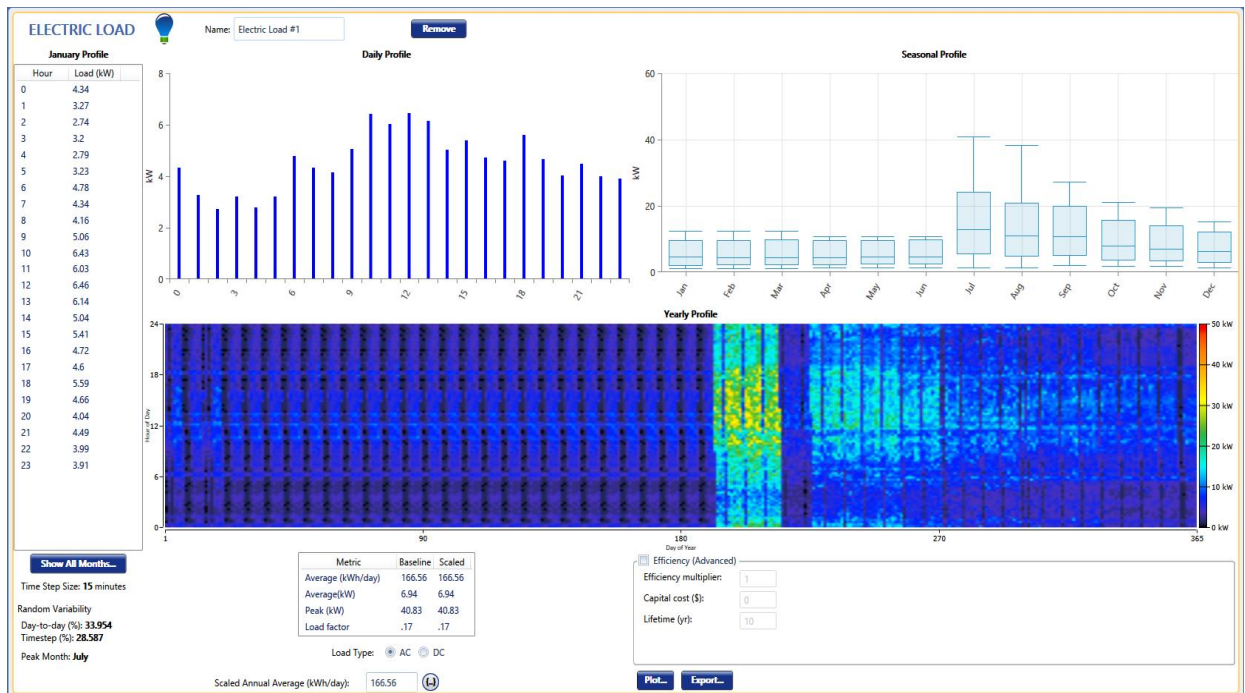 ELECTRIC LOAD
Name: Electric Load #1
Remove
January Profile
Hour Load (kW)
0 4.34
1 3.27
2 2.74
3 3.2
4 2.79
5 3.23
6 4.78
7 4.34
8 4.16
9 5.06
10 6.43
11 6.03
12 6.46
13 6.14
14 5.04
15 5.41
16 4.72
17 4.6
18 5.59
19 4.66
20 4.04
21 4.49
22 3.99
23 3.91
Daily Profile
kW
8
6
4
2
0
0 3 6 9 12 15 18 21
Seasonal Profile
kW
60
40
20
0
Jan Feb Mar Apr May Jun Jul Aug Sep Oct Nov Dec
Yearly Profile
Hour of Day
24
18
12
6
0
1 90 180 270 365
Day of Year
50 kW
40 kW
30 kW
20 kW
10 kW
0 kW
Show All Months...
Time Step Size: 15 minutes
Random Variability
Day-to-day (%): 33.954
Timestep (%): 28.587
Peak Month: July
Metric Baseline Scaled
Average (kWh/day) 166.56 166.56
Average(kW) 6.94 6.94
Peak (kW) 40.83 40.83
Load factor .17 .17
Load Type: AC DC
Scaled Annual Average (kWh/day): 166.56 {..}
Efficiency (Advanced)
Efficiency multiplier: 1
Capital cost ($): 0
Lifetime (yr): 10
Plot... Export...